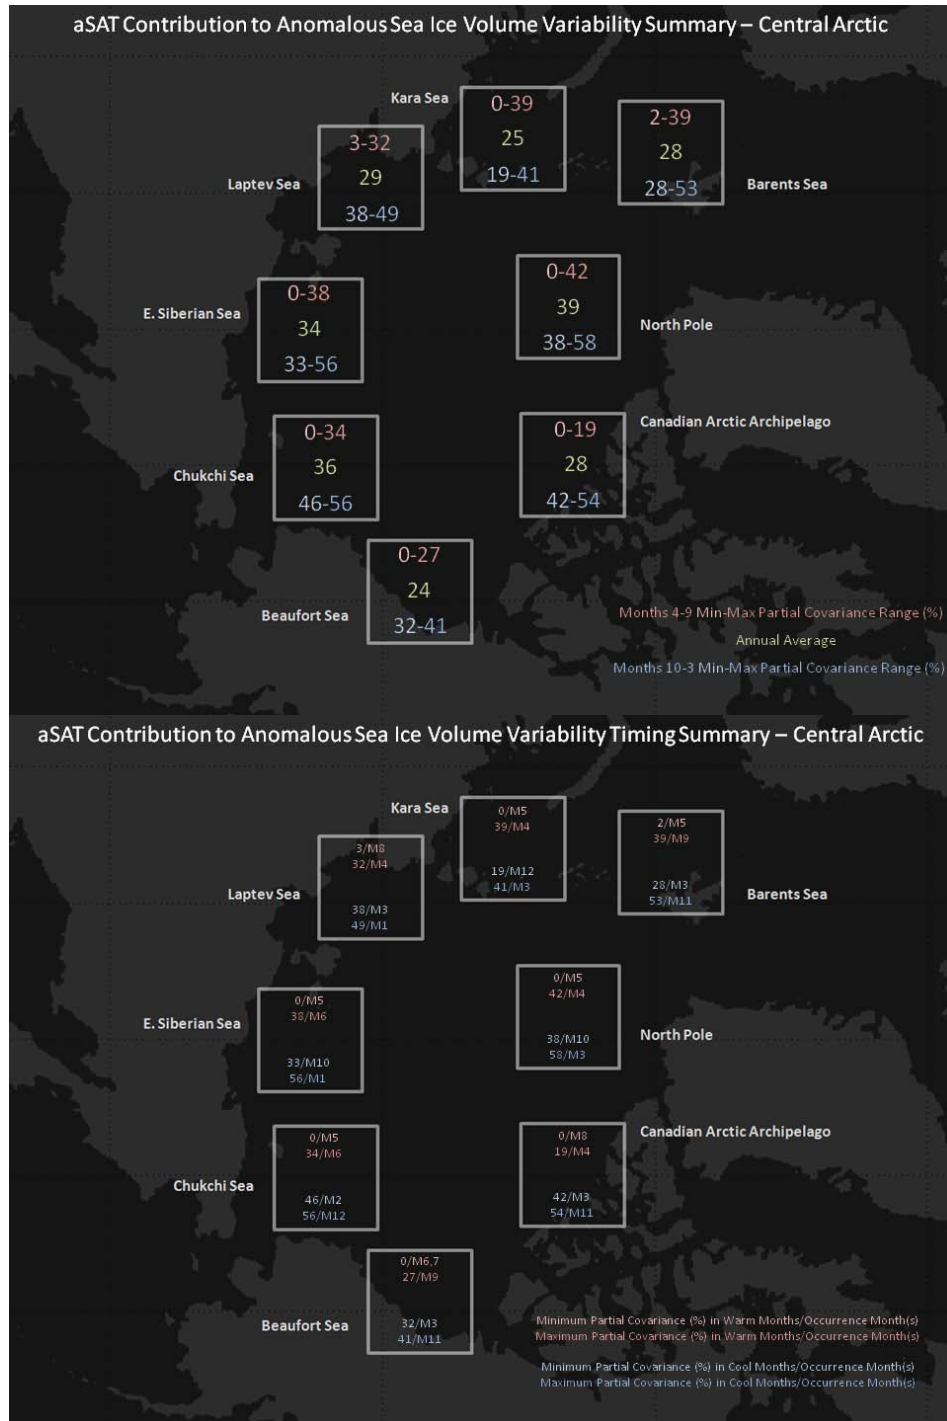 aSAT Contribution to Anomalous Sea Ice Volume Variability Summary – Central Arctic
Kara Sea
0-39
25
19-41
2-39
28
28-53
Barents Sea
Laptev Sea
3-32
29
38-49
E. Siberian Sea
0-38
34
33-56
0-42
39
38-58
North Pole
Chukchi Sea
0-34
36
46-56
0-19
28
42-54
Canadian Arctic Archipelago
Beaufort Sea
0-27
24
32-41
Months 4-9 Min-Max Partial Covariance Range (%)
Annual Average
Months 10-3 Min-Max Partial Covariance Range (%)
aSAT Contribution to Anomalous Sea Ice Volume Variability Timing Summary – Central Arctic
Kara Sea
0/M5
39/M4
19/M12
41/M3
2/M5
39/M9
28/M3
53/M11
Barents Sea
Laptev Sea
3/M8
32/M4
38/M3
49/M1
E. Siberian Sea
0/M5
38/M6
33/M10
56/M1
0/M5
42/M4
38/M10
58/M3
North Pole
Chukchi Sea
0/M5
34/M6
46/M2
56/M12
0/M8
19/M4
42/M3
54/M11
Canadian Arctic Archipelago
Beaufort Sea
0/M6,7
27/M9
32/M3
41/M11
Minimum Partial Covariance (%) in Warm Months/Occurrence Month(s)
Maximum Partial Covariance (%) in Warm Months/Occurrence Month(s)
Minimum Partial Covariance (%) in Cool Months/Occurrence Month(s)
Maximum Partial Covariance (%) in Cool Months/Occurrence Month(s)